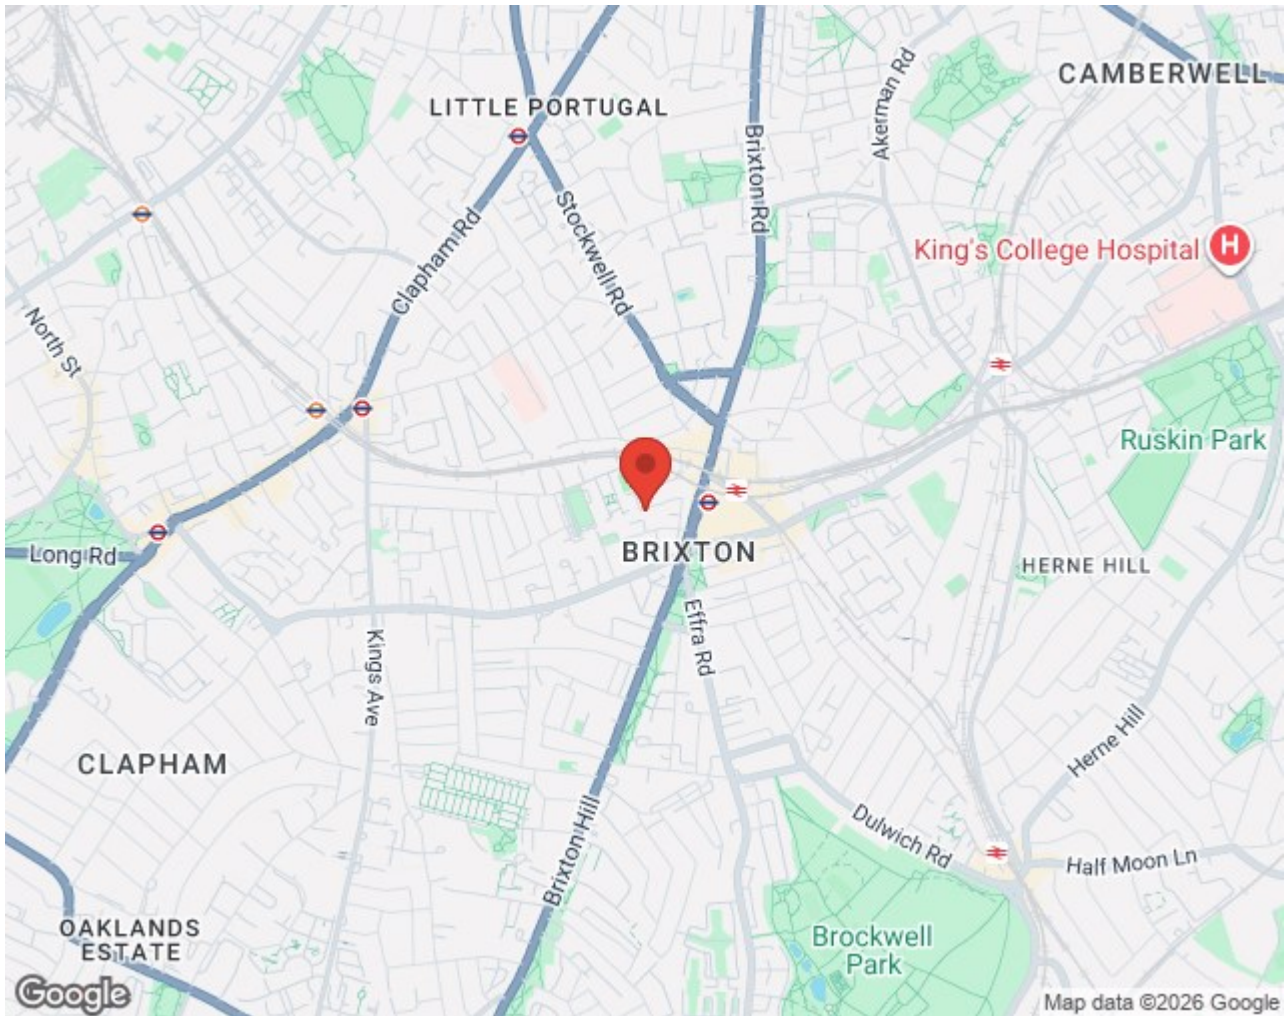 CAMBERWELL
LITTLE PORTUGAL
Akerman Rd
Brixton Rd
Stockwell Rd
Clapham Rd
King's College Hospital
H
North St
Ruskin Park
Long Rd
BRIXTON
HERNE HILL
Effra Rd
Kings Ave
Herne Hill
CLAPHAM
Brixton Hill
Dulwich Rd
Half Moon Ln
OAKLANDS
ESTATE
Brockwell
Park
Google
Map data ©2026 Google